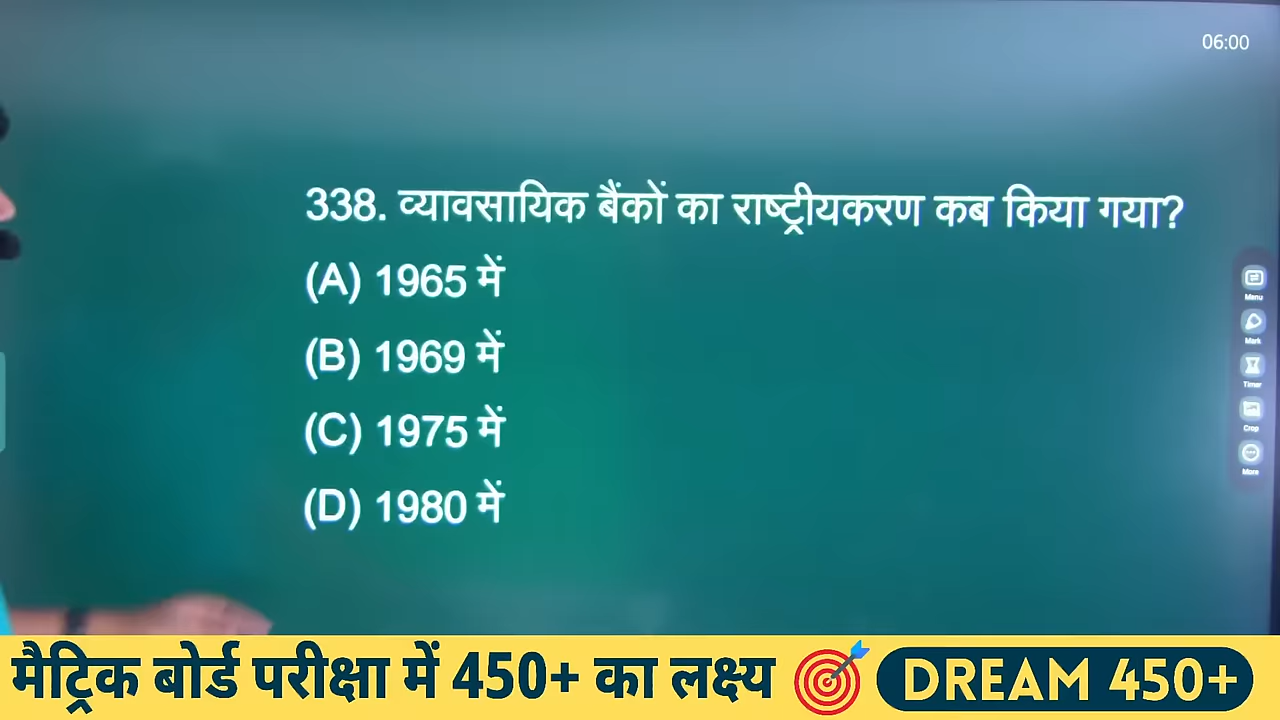 06:00
338. व्यावसायिक बैंकों का राष्ट्रीयकरण कब किया गया?
(A) 1965 में
(B) 1969 में
(C) 1975 में
(D) 1980 में
Menu
Mark
Timer
Crop
More
मैट्रिक बोर्ड परीक्षा में 450+ का लक्ष्य DREAM 450+